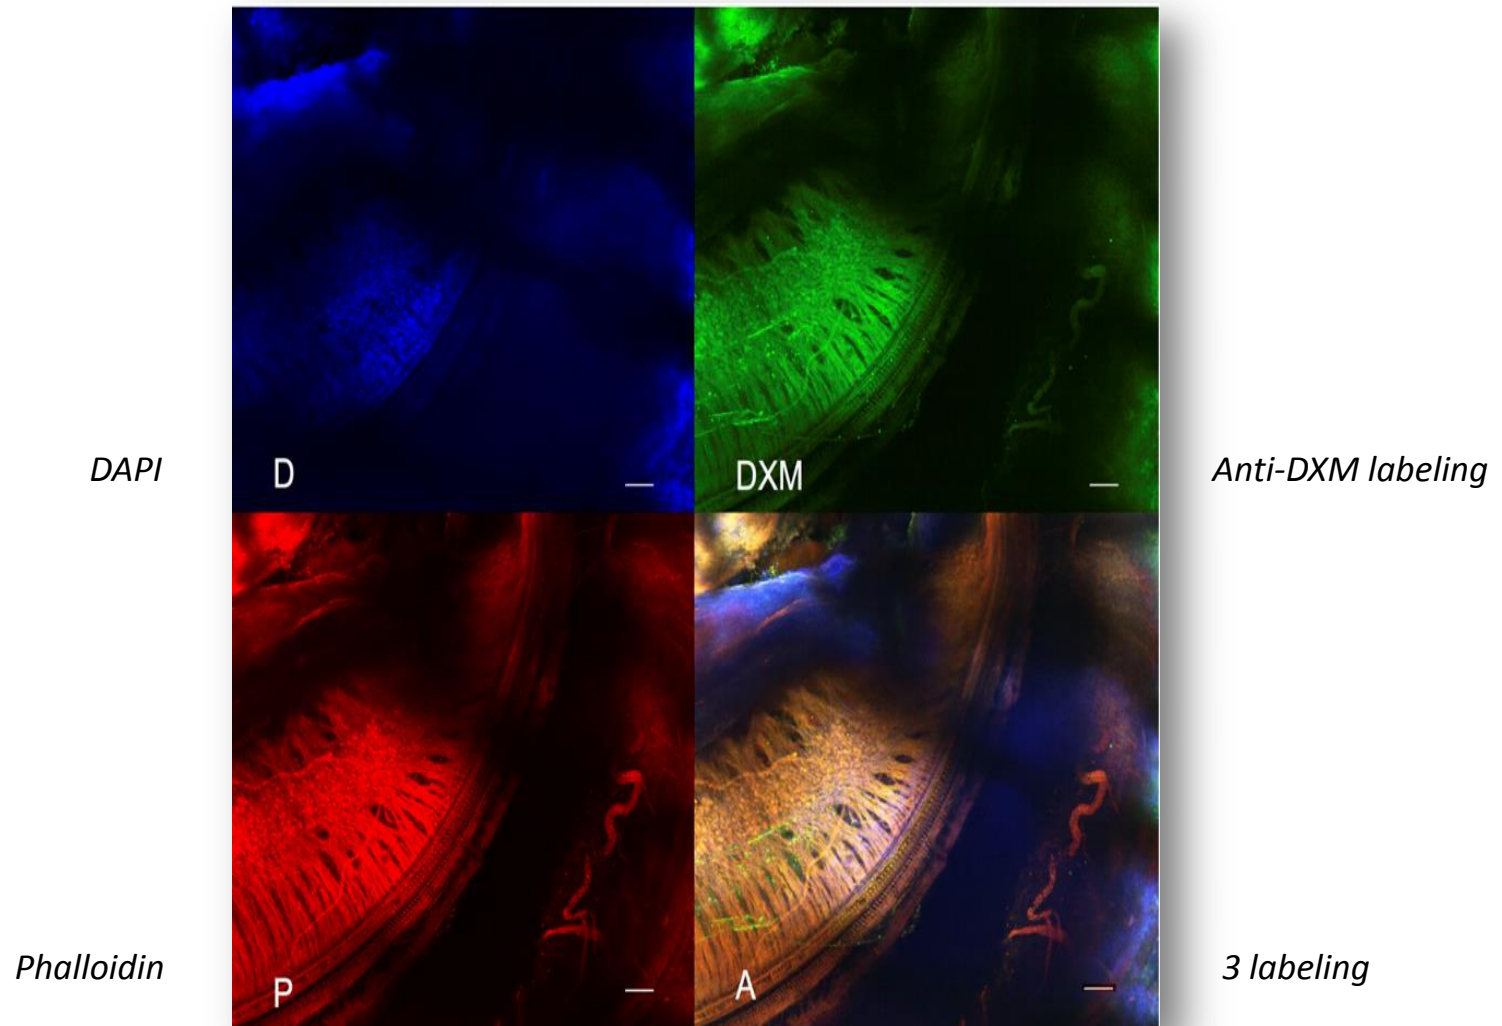 DAPI
D
DXM
Anti-DXM labeling
Phalloidin
P
A
3 labeling